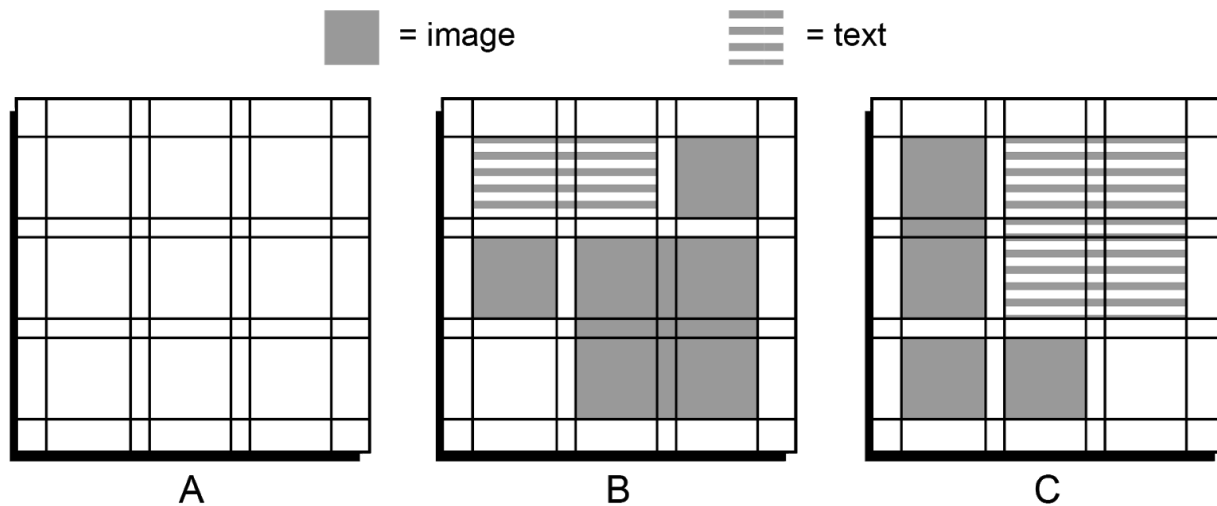 = image
= text
A
B
C